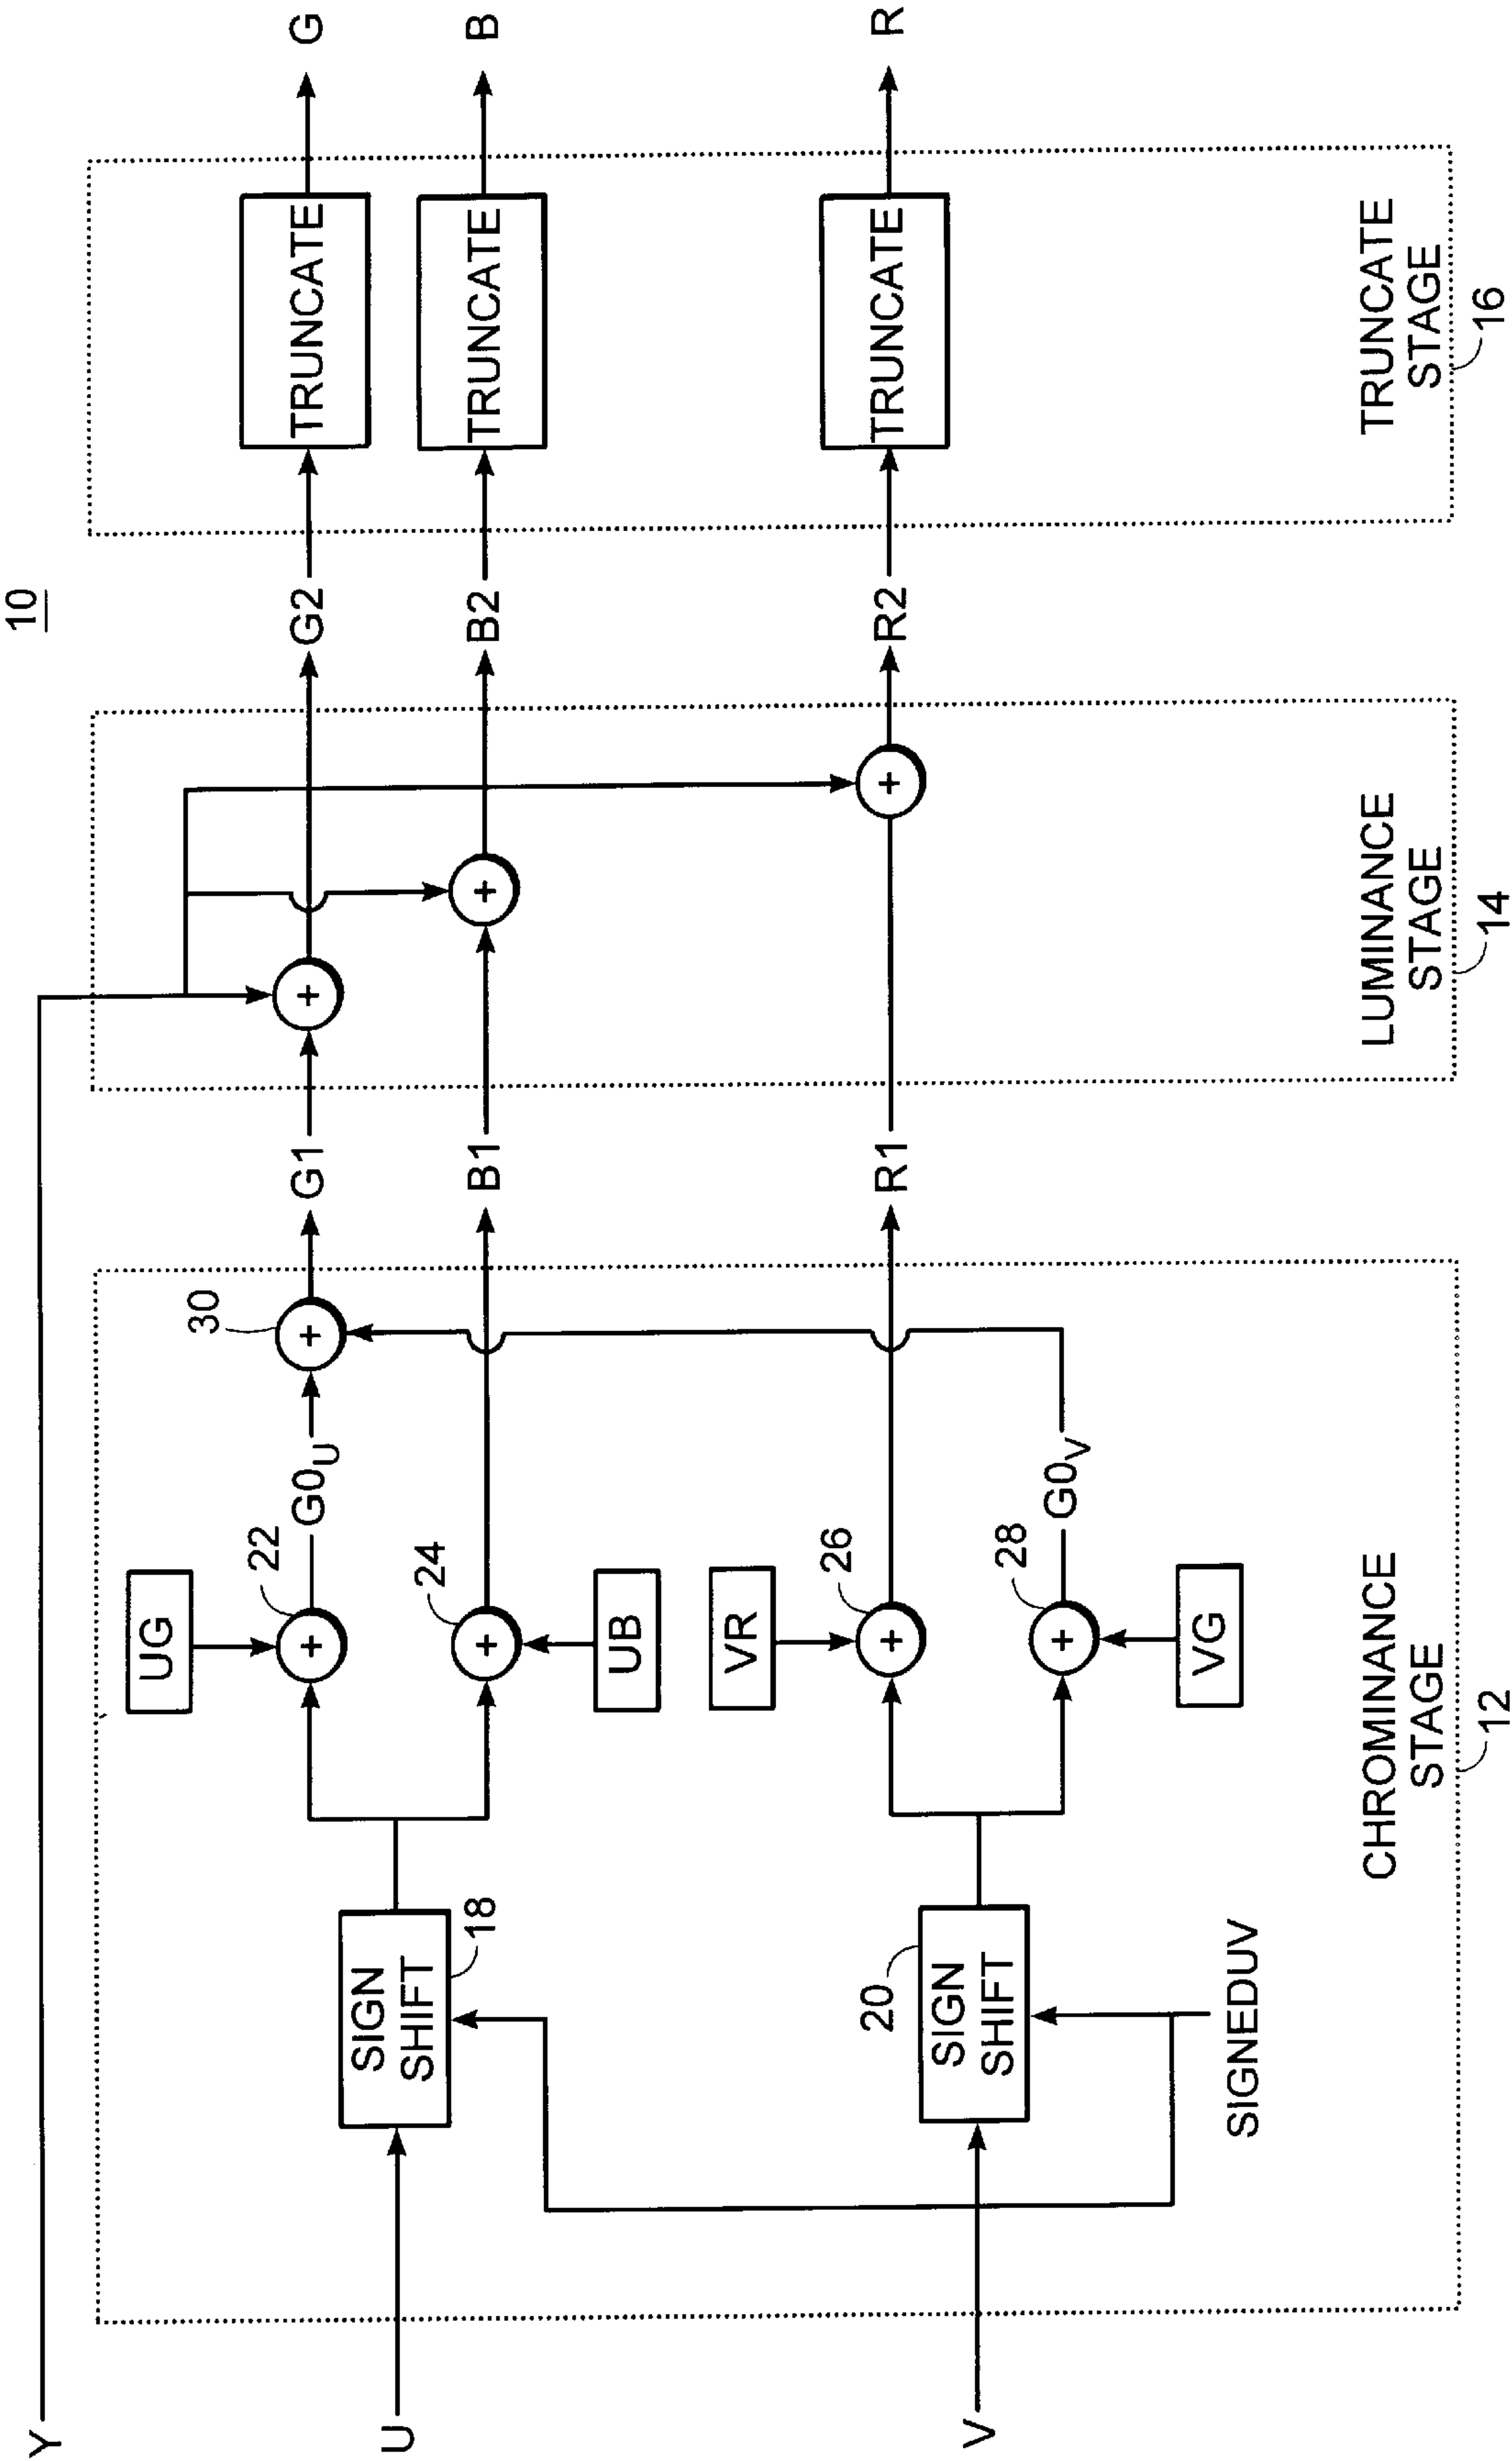 10
Y
U
V
SIGN
SHIFT
18
SIGN
SHIFT
20
SIGNEDUV
UG
22
24
UB
VR
26
28
VG
G0U
G0V
30
CHROMINANCE
STAGE
12
G1
B1
R1
+
+
+
+
+
+
+
+
LUMINANCE
STAGE
14
G2
B2
R2
TRUNCATE
TRUNCATE
TRUNCATE
TRUNCATE
STAGE
16
G
B
R